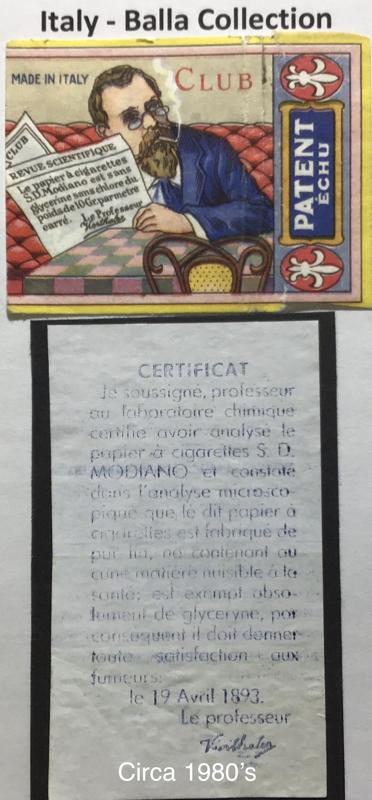 Italy - Balla Collection
MADE IN ITALY
CLUB
CLUB
REVUE SCIENTIFIQUE
Le papier à cigarettes
S.D. Modiano est sans
glycerine sans chlore du
poids de 10 Gr. par metre
carré.
Le Professeur
PATENT
ÉCHU
CERTIFICAT
Je soussigné, professeur
au laboratoire chimique
certifie avoir analysé le
papier à cigarettes S. D.
MODIANO et constaté
dans l'analyse microsco-
pique que, le dit papier à
cigarettes est fabriqué de
pur lin, ne contenant au
cune matière nuisible à la
santé; est exempt abso-
lument de glyceryne, par
conséquent il doit donner
toute satisfaction aux
fumeurs.
le 19 Avril 1893.
Le professeur
Circa 1980's